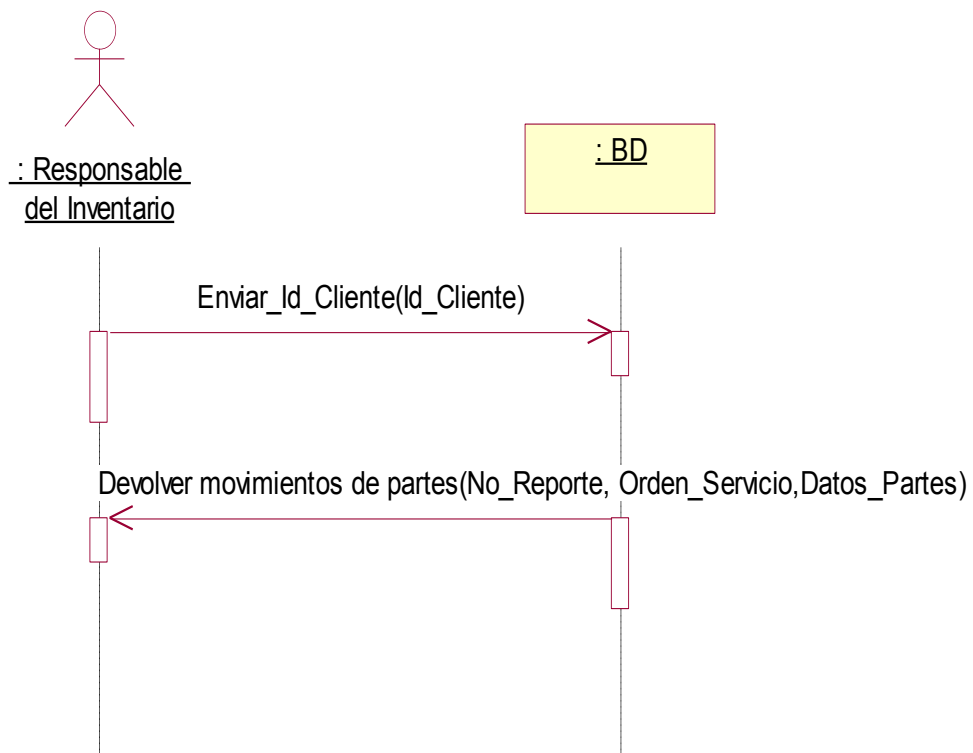 : Responsable
del Inventario
: BD
Enviar_Id_Cliente(Id_Cliente)
Devolver movimientos de partes(No_Reporte, Orden_Servicio,Datos_Partes)